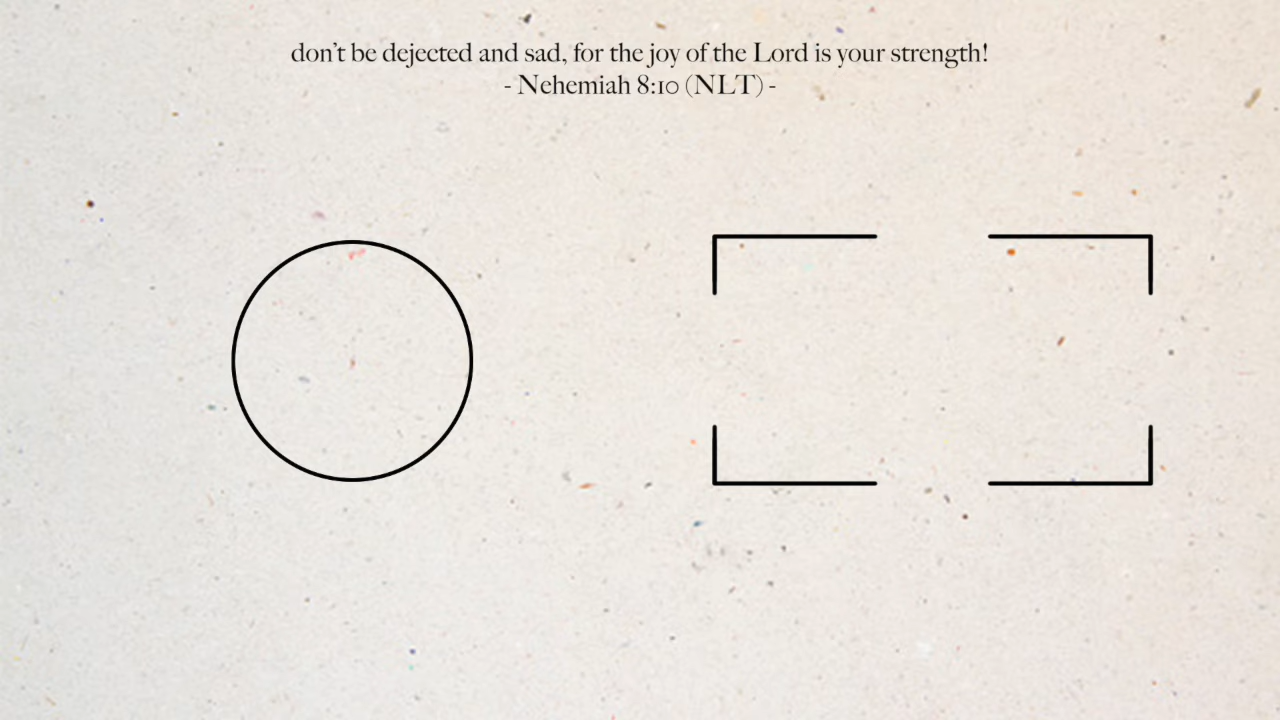 don't be dejected and sad, for the joy of the Lord is your strength!
- Nehemiah 8:10 (NLT) -